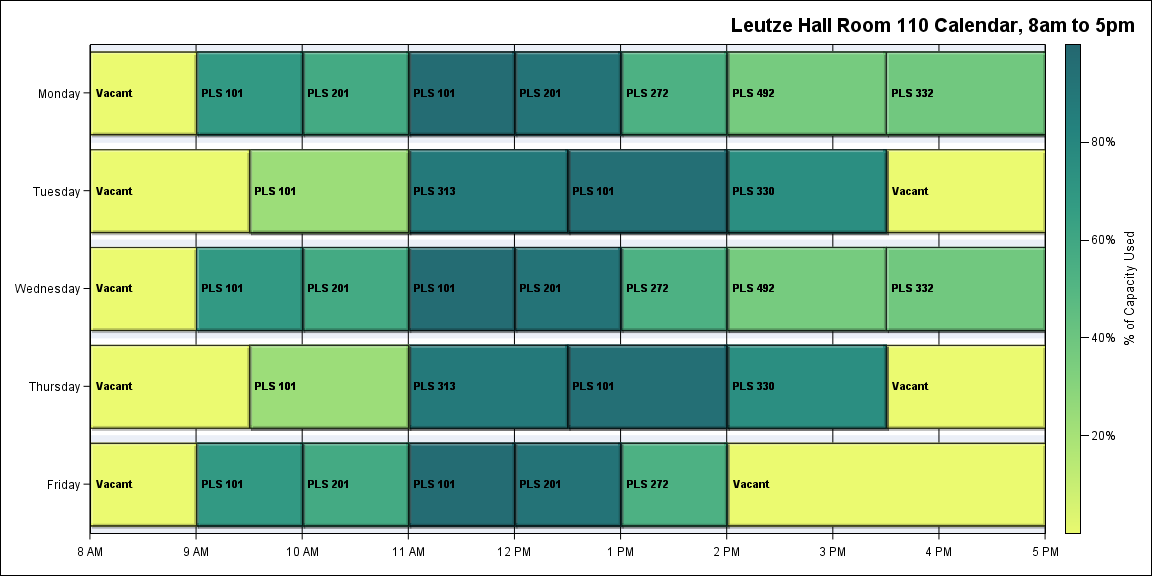 Leutze Hall Room 110 Calendar, 8am to 5pm
Monday
Vacant
PLS 101
PLS 201
PLS 101
PLS 201
PLS 272
PLS 492
PLS 332
Tuesday
Vacant
PLS 101
PLS 313
PLS 101
PLS 330
Vacant
Wednesday
Vacant
PLS 101
PLS 201
PLS 101
PLS 201
PLS 272
PLS 492
PLS 332
Thursday
Vacant
PLS 101
PLS 313
PLS 101
PLS 330
Vacant
Friday
Vacant
PLS 101
PLS 201
PLS 101
PLS 201
PLS 272
Vacant
8 AM
9 AM
10 AM
11 AM
12 PM
1 PM
2 PM
3 PM
4 PM
5 PM
80%
60%
40%
20%
% of Capacity Used